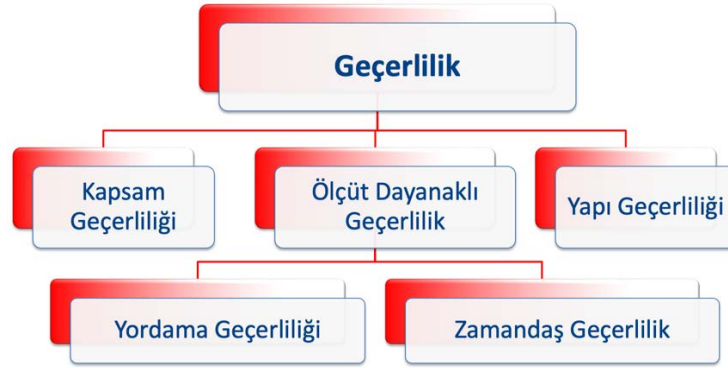 Geçerlilik
Kapsam
Geçerliliği
Ölçüt Dayanaklı
Geçerlilik
Yapı Geçerliliği
Yordama Geçerliliği
Zamandaş Geçerlilik